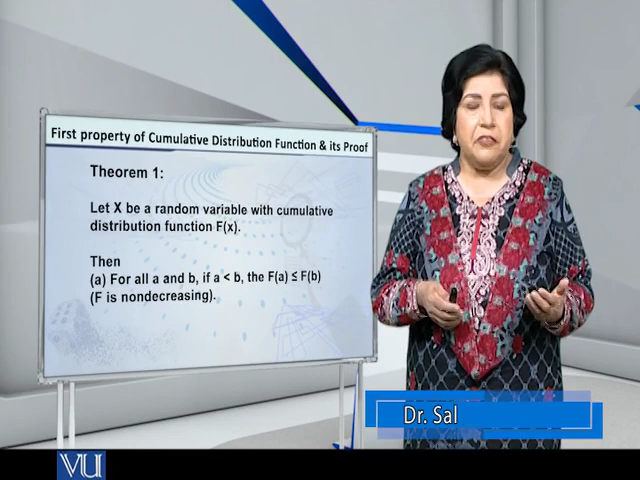 First property of Cumulative Distribution Function & its Proof
Theorem 1:
Let X be a random variable with cumulative
distribution function F(x).
Then
(a) For all a and b, if a < b, the F(a) ≤ F(b)
(F is nondecreasing).
Dr. Sal
VU